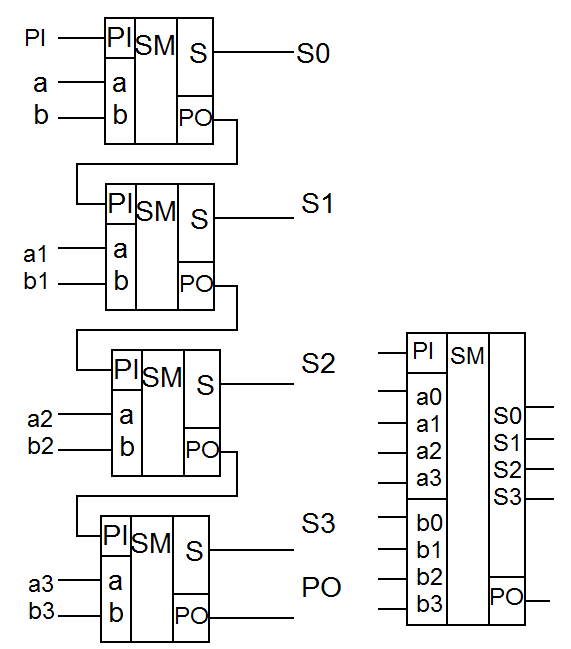 PI PI SM S S0
a a
b b PO
PI SM S S1
a1 a
b1 b PO
PI SM S S2
a2 a
b2 b PO
PI SM S S3
a3 a
b3 b PO PO
PI SM
a0 S0
a1 S1
a2 S2
a3 S3
b0
b1
b2
b3 PO